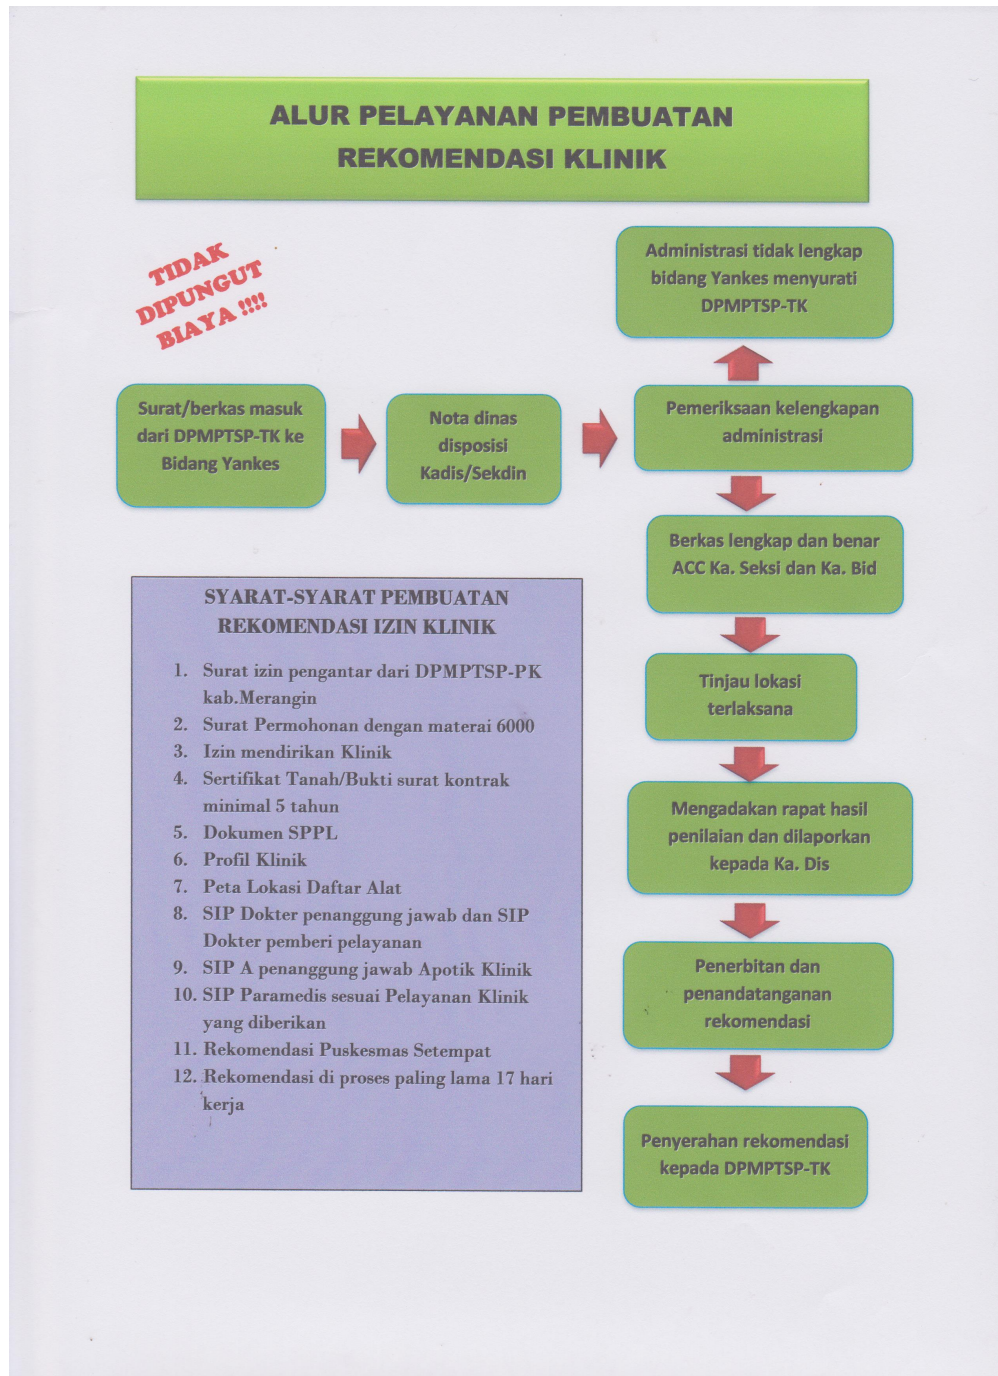 ALUR PELAYANAN PEMBUATAN
REKOMENDASI KLINIK
TIDAK
DIPUNGUT
BIAYA !!!!
Administrasi tidak lengkap
bidang Yankes menyurati
DPMPTSP-TK
Surat/berkas masuk
dari DPMPTSP-TK ke
Bidang Yankes
Nota dinas
disposisi
Kadis/Sekdin
Pemeriksaan kelengkapan
administrasi
Berkas lengkap dan benar
ACC Ka. Seksi dan Ka. Bid
Tinjau lokasi
terlaksana
Mengadakan rapat hasil
penilaian dan dilaporkan
kepada Ka. Dis
Penerbitan dan
penandatanganan
rekomendasi
Penyerahan rekomendasi
kepada DPMPTSP-TK
SYARAT-SYARAT PEMBUATAN
REKOMENDASI IZIN KLINIK
1. Surat izin pengantar dari DPMPTSP-PK
kab.Merangin
2. Surat Permohonan dengan materai 6000
3. Izin mendirikan Klinik
4. Sertifikat Tanah/Bukti surat kontrak
minimal 5 tahun
5. Dokumen SPPL
6. Profil Klinik
7. Peta Lokasi Daftar Alat
8. SIP Dokter penanggung jawab dan SIP
Dokter pemberi pelayanan
9. SIP A penanggung jawab Apotik Klinik
10. SIP Paramedis sesuai Pelayanan Klinik
yang diberikan
11. Rekomendasi Puskesmas Setempat
12. Rekomendasi di proses paling lama 17 hari
kerja